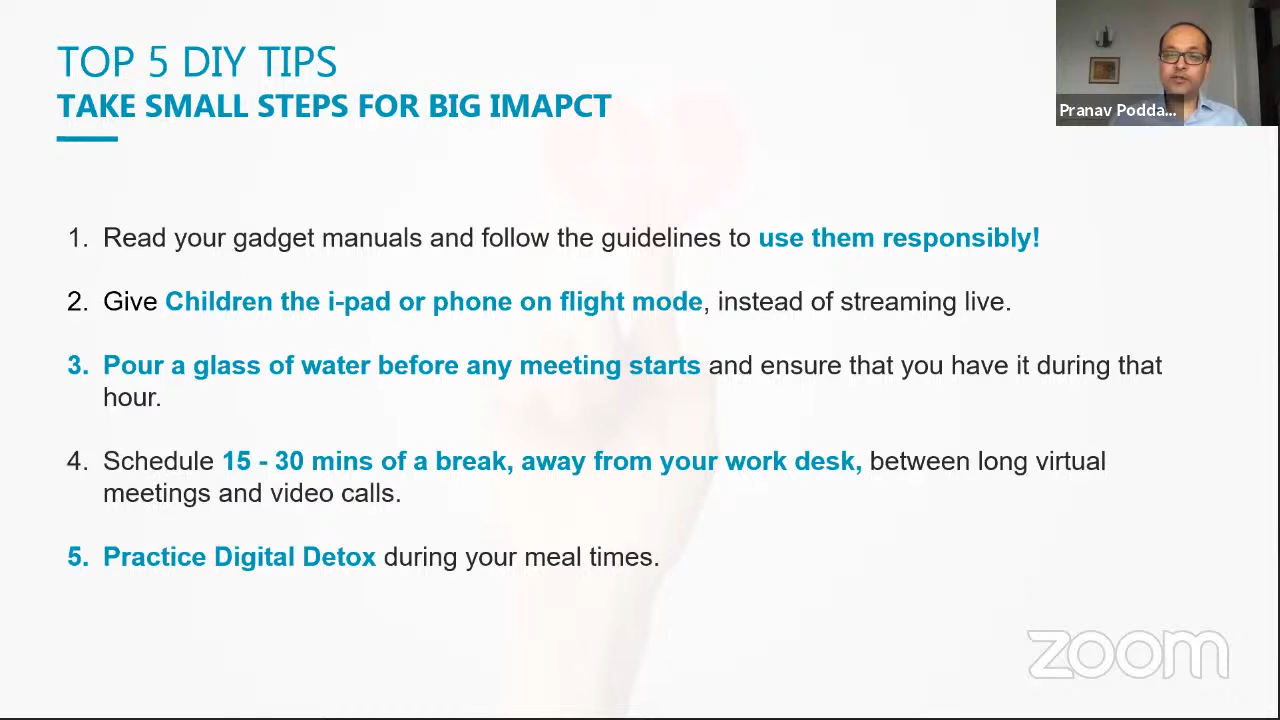 TOP 5 DIY TIPS
TAKE SMALL STEPS FOR BIG IMAPCT
Pranav Podda...
1. Read your gadget manuals and follow the guidelines to use them responsibly!
2. Give Children the i-pad or phone on flight mode, instead of streaming live.
3. Pour a glass of water before any meeting starts and ensure that you have it during that
hour.
4. Schedule 15 - 30 mins of a break, away from your work desk, between long virtual
meetings and video calls.
5. Practice Digital Detox during your meal times.
zoom